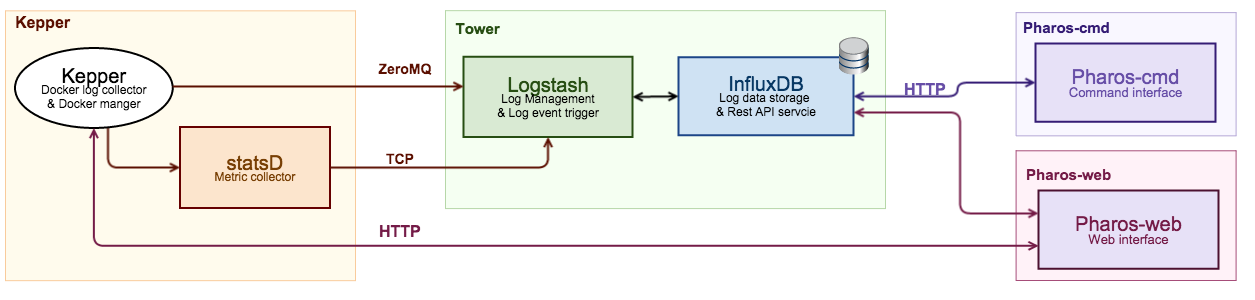 Kepper
Kepper
Docker log collector
& Docker manger
statsD
Metric collector
ZeroMQ
TCP
HTTP
Tower
Logstash
Log Management
& Log event trigger
InfluxDB
Log data storage
& Rest API servcie
HTTP
Pharos-cmd
Pharos-cmd
Command interface
Pharos-web
Pharos-web
Web interface